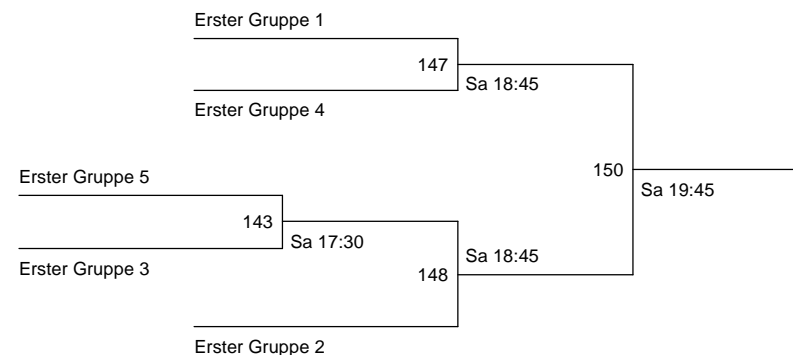 Erster Gruppe 1
147
Sa 18:45
Erster Gruppe 4
150
Sa 19:45
Erster Gruppe 5
143
Sa 17:30
Erster Gruppe 3
Sa 18:45
148
Erster Gruppe 2